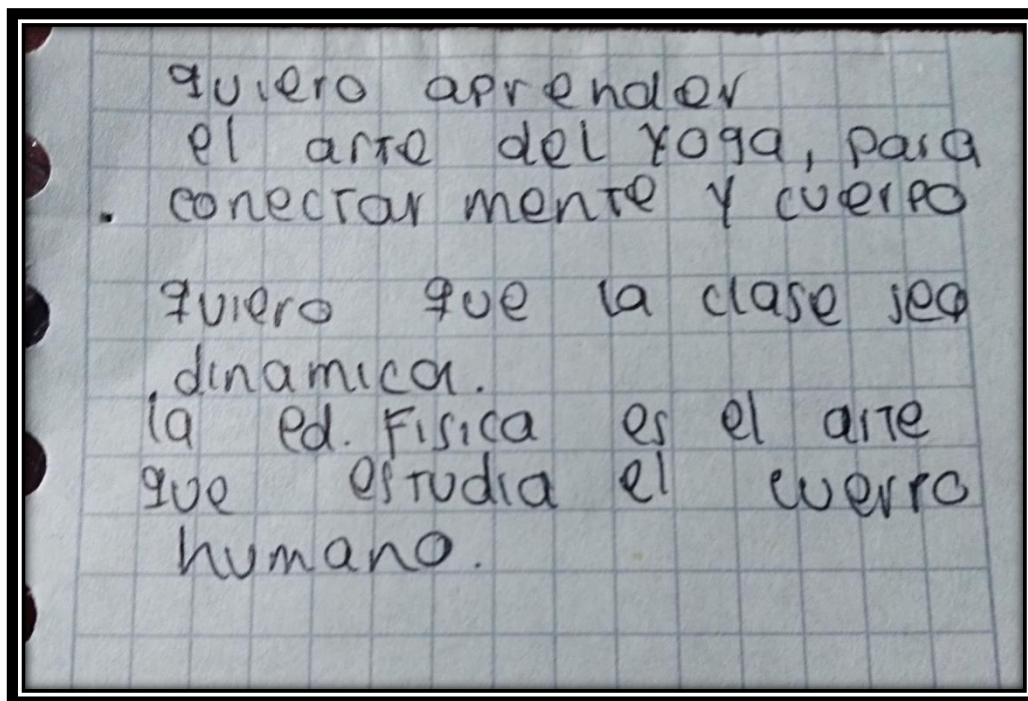 quiero aprender
el arte del yoga, para
conectar mente y cuerpo
quiero que la clase sea
dinamica.
la ed. Fisica es el arte
que estudia el cuerpo
humano.